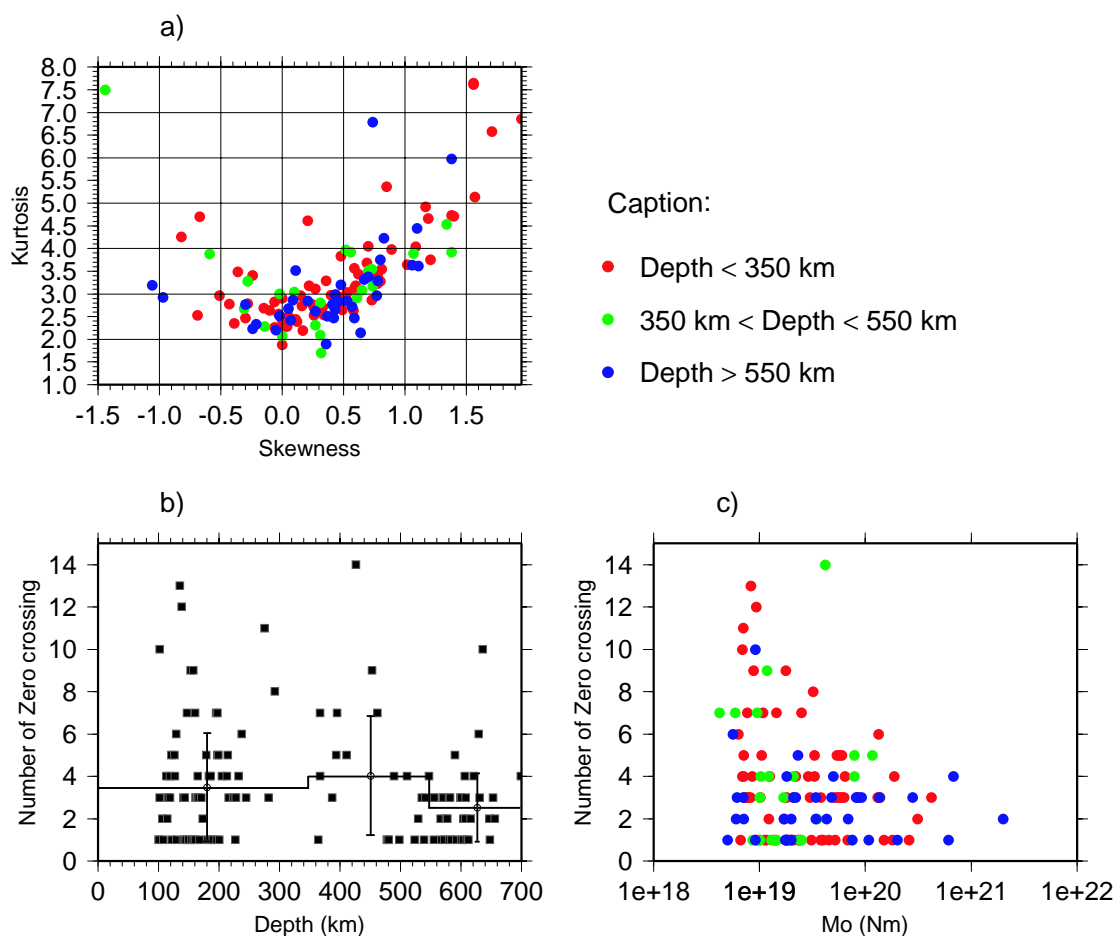 a)
8.0
7.5
7.0
6.5
6.0
5.5
5.0
4.5
4.0
3.5
3.0
2.5
2.0
1.5
1.0
Kurtosis
-1.5 -1.0 -0.5 0.0 0.5 1.0 1.5
Skewness
Caption:
Depth < 350 km
350 km < Depth < 550 km
Depth > 550 km
b)
14
12
10
8
6
4
2
0
Number of Zero crossing
0 100 200 300 400 500 600 700
Depth (km)
c)
14
12
10
8
6
4
2
0
Number of Zero crossing
1e+18 1e+19 1e+20 1e+21 1e+22
Mo (Nm)